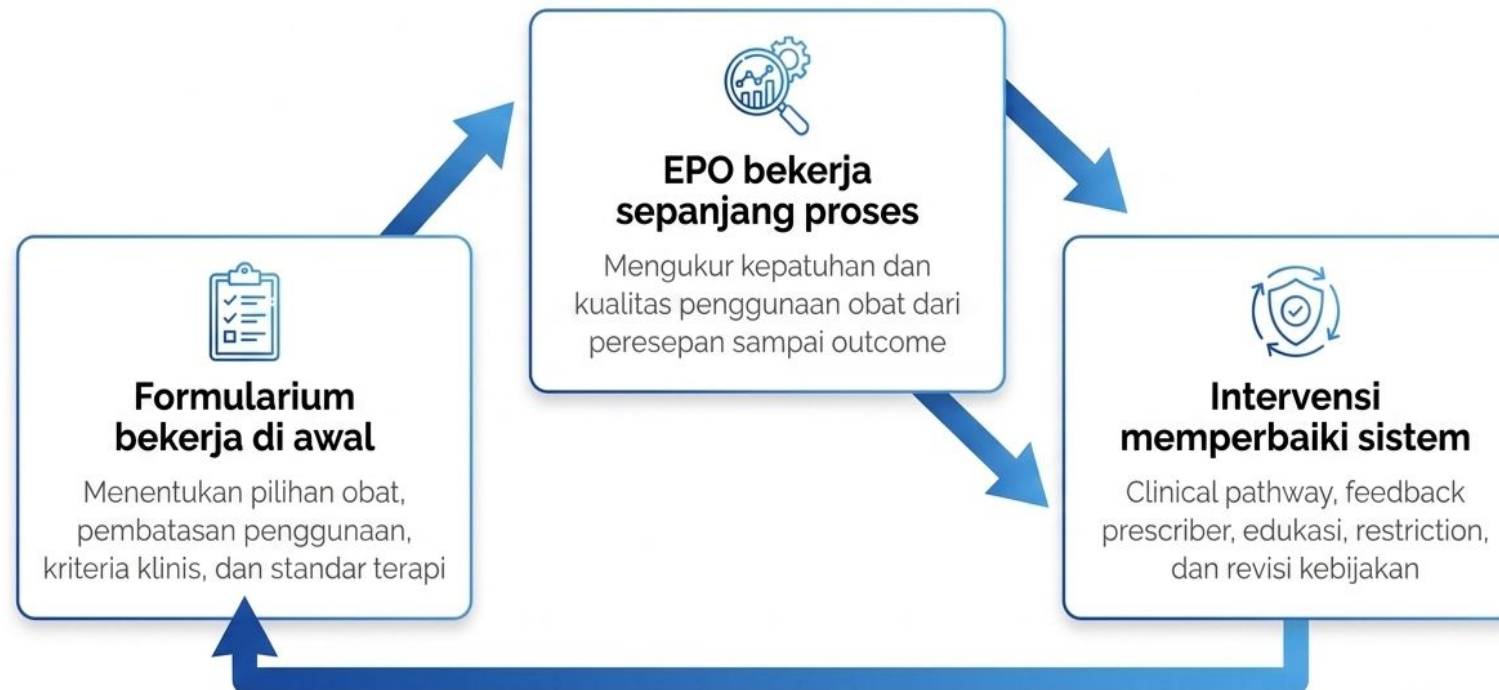 Formularium
bekerja di awal
Menentukan pilihan obat,
pembatasan penggunaan,
kriteria klinis, dan standar terapi
EPO bekerja
sepanjang proses
Mengukur kepatuhan dan
kualitas penggunaan obat dari
peresepan sampai outcome
Intervensi
memperbaiki sistem
Clinical pathway, feedback
prescriber, edukasi, restriction,
dan revisi kebijakan